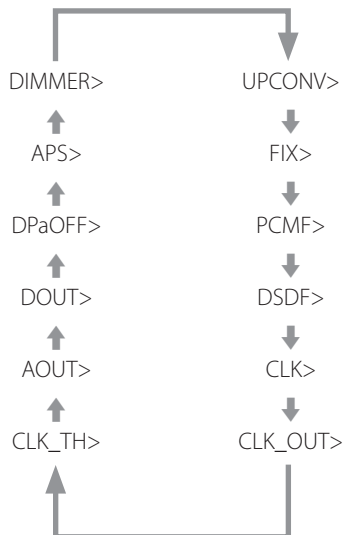 DIMMER> UPCONV>
APS> FIX>
DPaOFF> PCMF>
DOUT> DSDF>
AOUT> CLK>
CLK_TH> CLK_OUT>